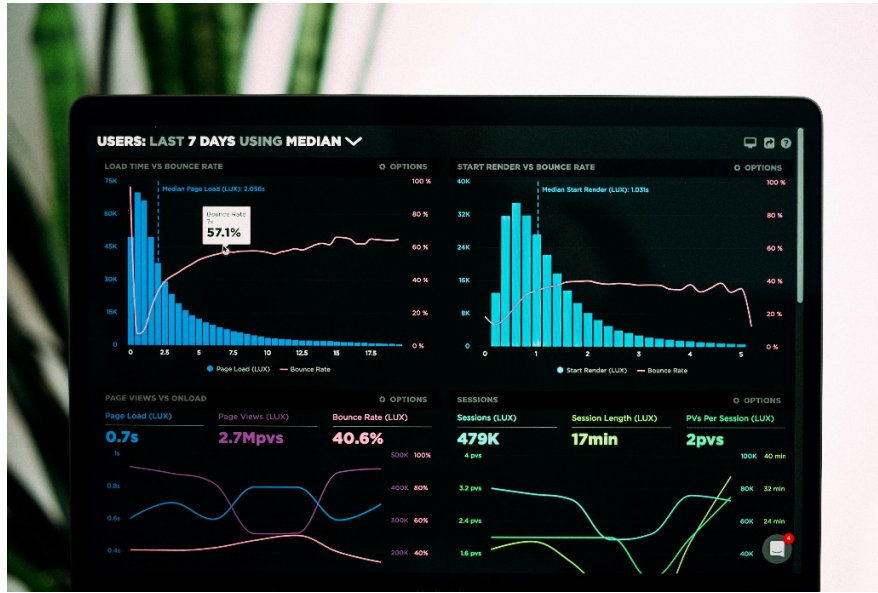 USERS: LAST 7 DAYS USING MEDIAN
LOAD TIME VS BOUNCE RATE
OPTIONS
75K
60K
45K
30K
15K
0
Median Page Load (LUX): 2.056s
Bounce Rate
7s
57.1%
100 %
80 %
60 %
40 %
20 %
0 %
0 2.5 5 7.5 10 12.5 15 17.5
Page Load (LUX) Bounce Rate
START RENDER VS BOUNCE RATE
OPTIONS
40K
32K
24K
16K
8K
0
Median Start Render (LUX): 1.031s
100 %
80 %
60 %
40 %
20 %
0 %
0 1 2 3 4 5
Start Render (LUX) Bounce Rate
PAGE VIEWS VS ONLOAD
OPTIONS
Page Load (LUX) Page Views (LUX) Bounce Rate (LUX)
0.7s 2.7Mpvs 40.6%
1s 500K 100%
0.8s 400K 80%
0.6s 300K 60%
0.4s 200K 40%
SESSIONS
OPTIONS
Sessions (LUX) Session Length (LUX) PVs Per Session (LUX)
479K 17min 2pvs
4 pvs 100K 40 min
3.2 pvs 80K 32 min
2.4 pvs 60K 24 min
1.6 pvs 40K
4